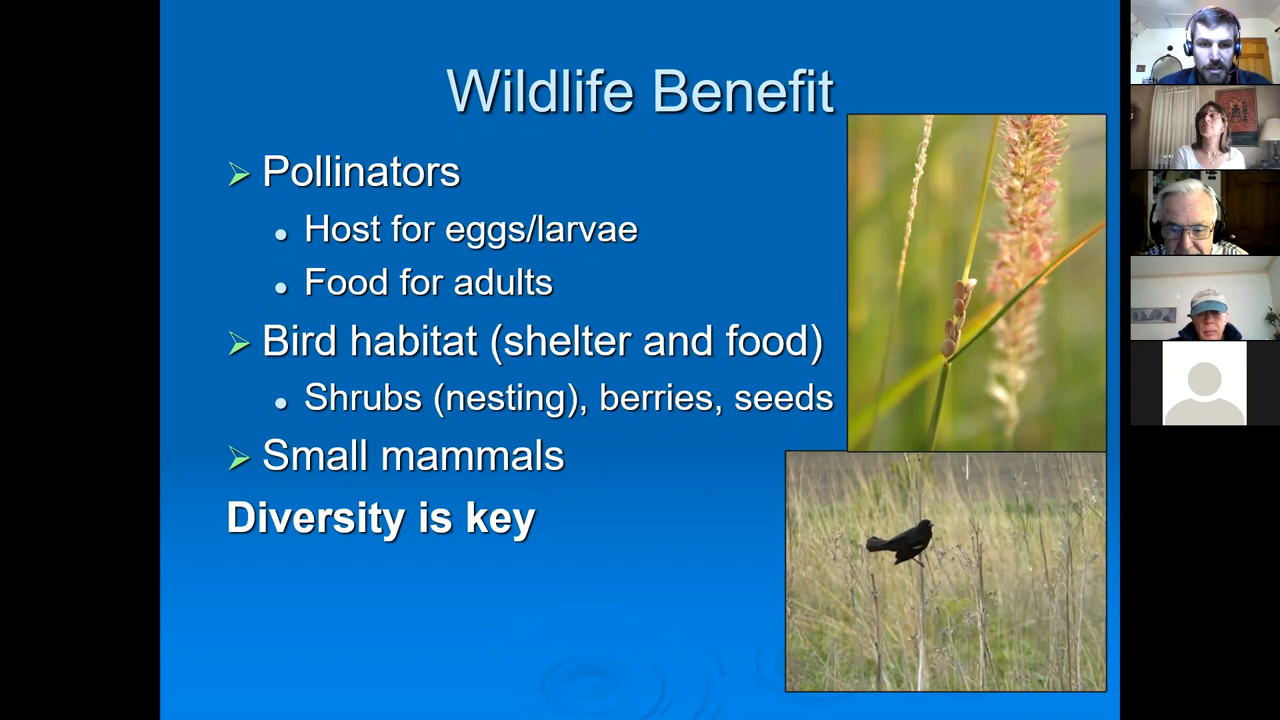 Wildlife Benefit
Pollinators
Host for eggs/larvae
Food for adults
Bird habitat (shelter and food)
Shrubs (nesting), berries, seeds
Small mammals
Diversity is key